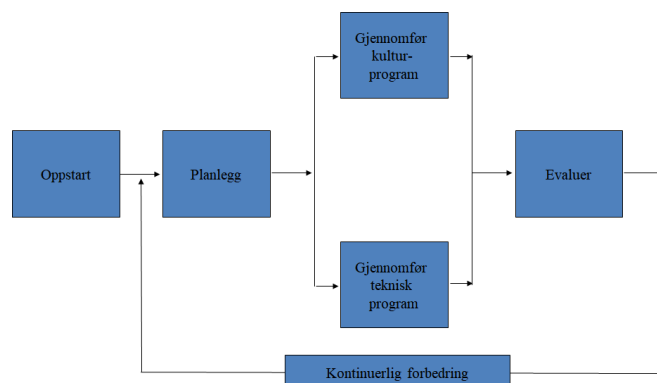 Gjennomfør
kultur-
program
Oppstart
Planlegg
Evaluer
Gjennomfør
teknisk
program
Kontinuerlig forbedring